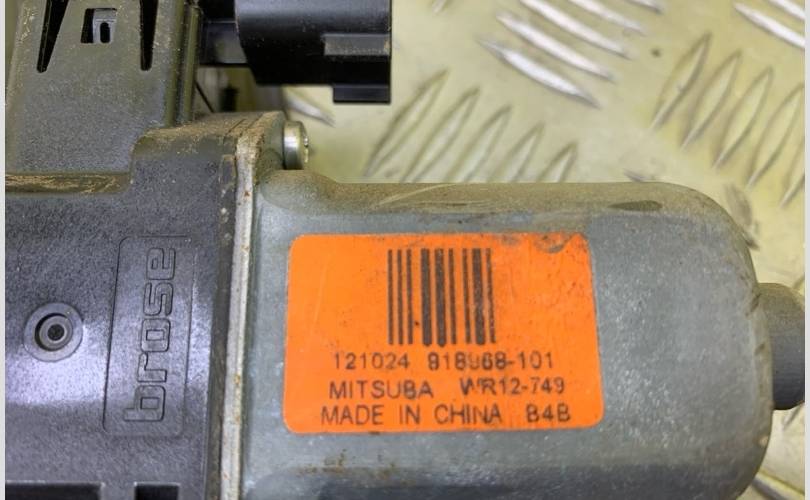 brose
121024 918968-101
MITSUBA WR12-749
MADE IN CHINA B4B